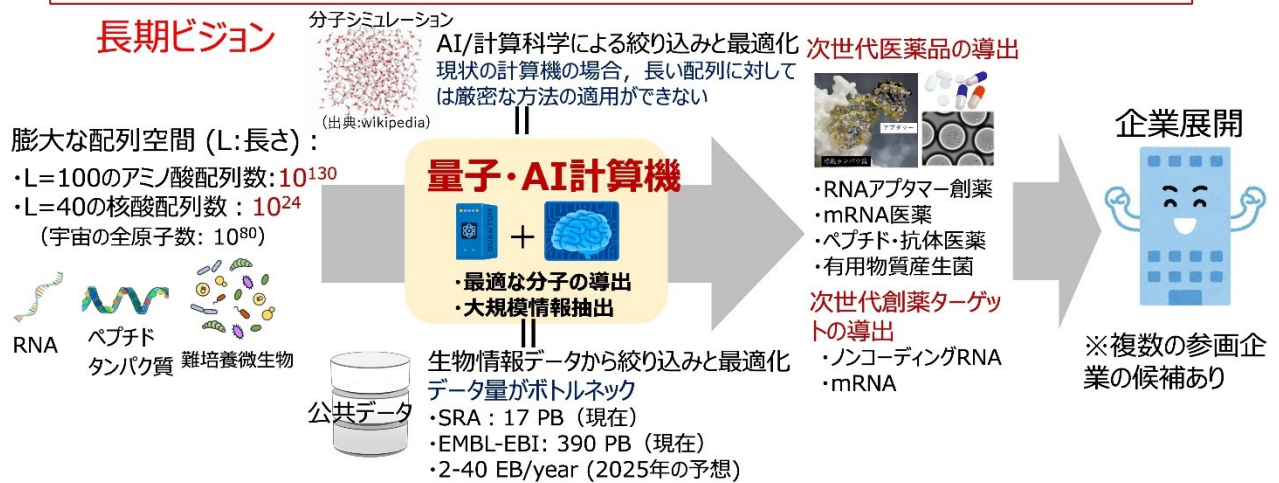 長期ビジョン
分子シミュレーション
(出典:wikipedia)
AI/計算科学による絞り込みと最適化
現状の計算機の場合，長い配列に対して
は厳密な方法の適用ができない
膨大な配列空間 (L:長さ)：
・L=100のアミノ酸配列数:10¹³⁰
・L=40の核酸配列数：10²⁴
(宇宙の全原子数: 10⁸⁰)
RNA
ペプチド
タンパク質
難培養微生物
量子・AI計算機
QUANTUM
+
・最適な分子の導出
・大規模情報抽出
公共データ
生物情報データから絞り込みと最適化
データ量がボトルネック
・SRA：17 PB（現在）
・EMBL-EBI: 390 PB（現在）
・2-40 EB/year (2025年の予想)
次世代医薬品の導出
アプタマー
標的タンパク質
・RNAアプタマー創薬
・mRNA医薬
・ペプチド・抗体医薬
・有用物質産生菌
次世代創薬ターゲッ
トの導出
・ノンコーディングRNA
・mRNA
企業展開
※複数の参画企
業の候補あり